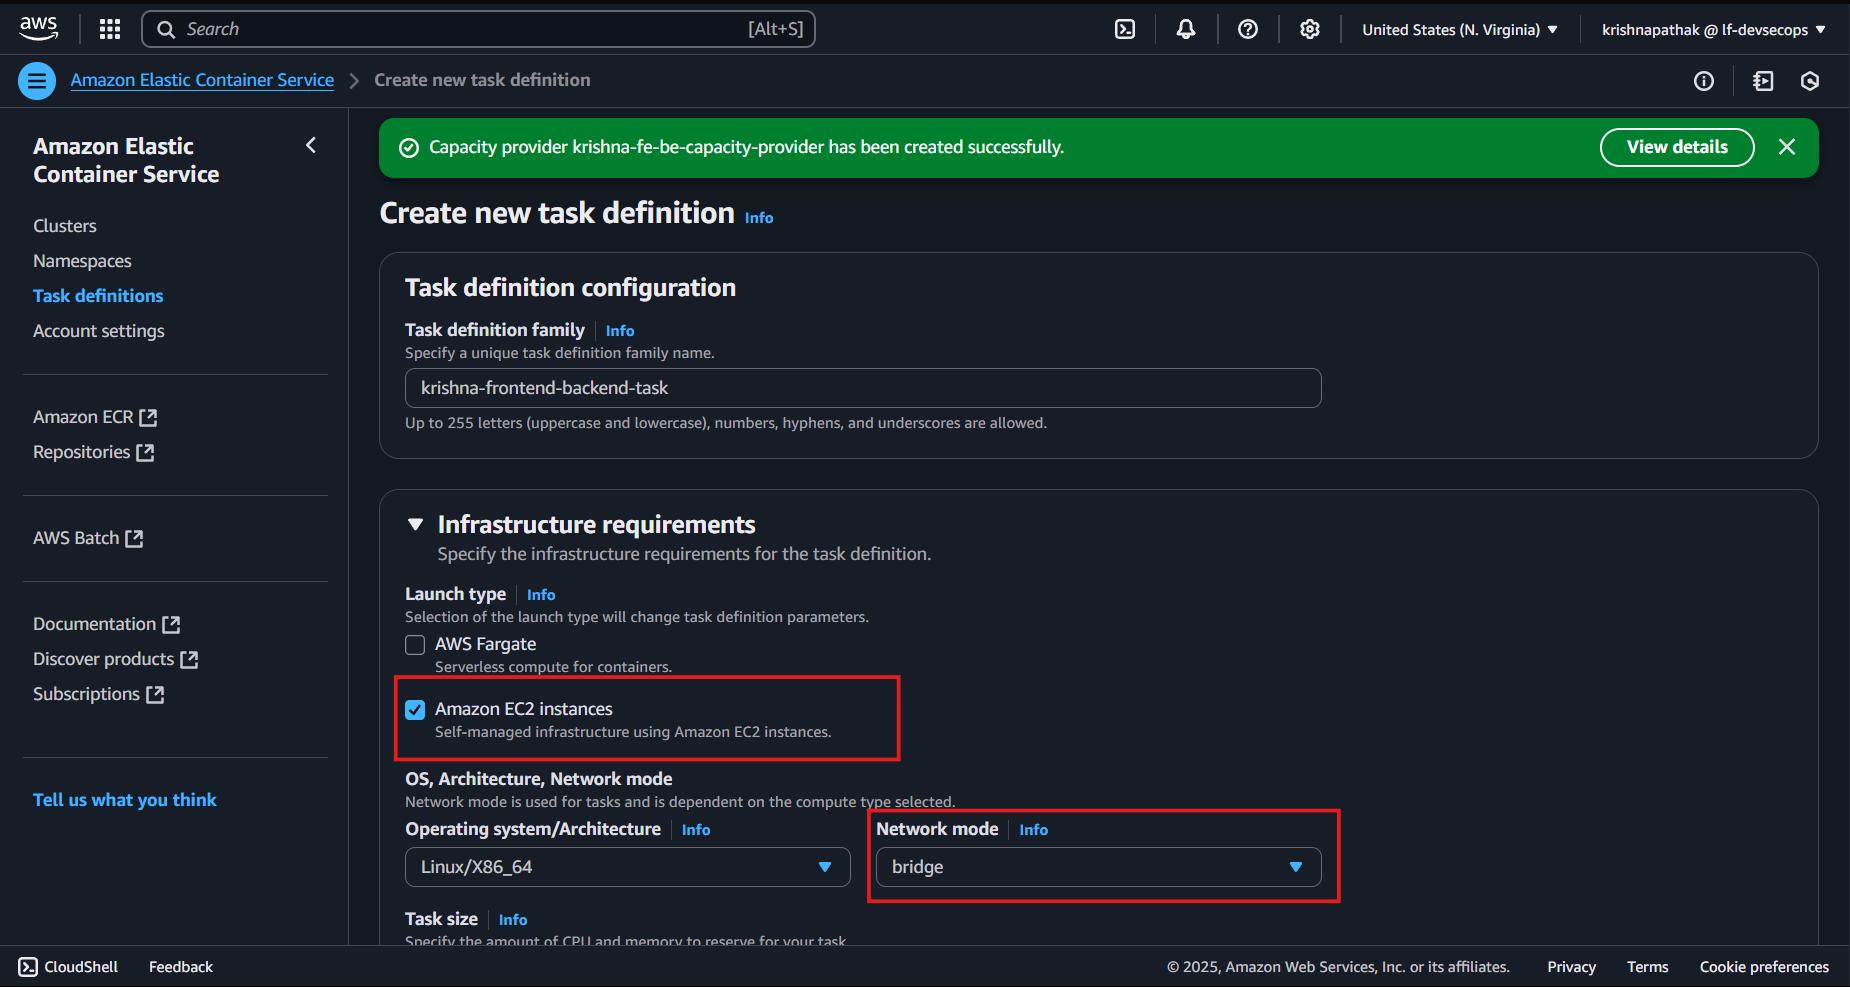 aws
Search [Alt+S]
United States (N. Virginia)
krishnapathak @ lf-devsecops
Amazon Elastic Container Service
Create new task definition
Amazon Elastic
Container Service
Clusters
Namespaces
Task definitions
Account settings
Amazon ECR
Repositories
AWS Batch
Documentation
Discover products
Subscriptions
Tell us what you think
Capacity provider krishna-fe-be-capacity-provider has been created successfully.
View details
Create new task definition Info
Task definition configuration
Task definition family Info
Specify a unique task definition family name.
krishna-frontend-backend-task
Up to 255 letters (uppercase and lowercase), numbers, hyphens, and underscores are allowed.
Infrastructure requirements
Specify the infrastructure requirements for the task definition.
Launch type Info
Selection of the launch type will change task definition parameters.
AWS Fargate
Serverless compute for containers.
Amazon EC2 instances
Self-managed infrastructure using Amazon EC2 instances.
OS, Architecture, Network mode
Network mode is used for tasks and is dependent on the compute type selected.
Operating system/Architecture Info
Linux/X86_64
Network mode Info
bridge
Task size Info
Specify the amount of CPU and memory to reserve for your task
CloudShell
Feedback
© 2025, Amazon Web Services, Inc. or its affiliates.
Privacy
Terms
Cookie preferences